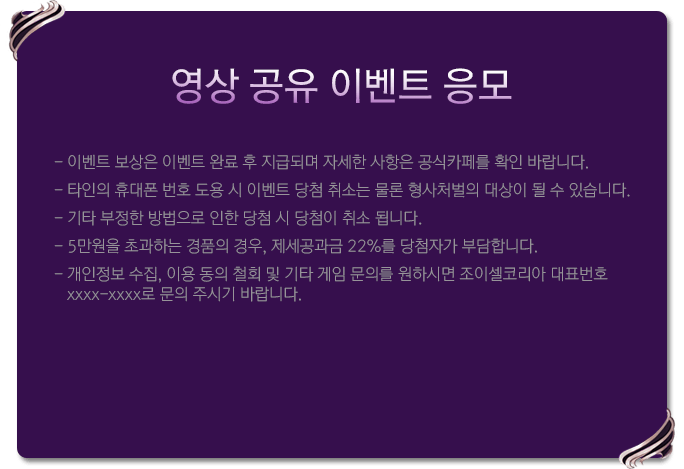 영상 공유 이벤트 응모
- 이벤트 보상은 이벤트 완료 후 지급되며 자세한 사항은 공식카페를 확인 바랍니다.
- 타인의 휴대폰 번호 도용 시 이벤트 당첨 취소는 물론 형사처벌의 대상이 될 수 있습니다.
- 기타 부정한 방법으로 인한 당첨 시 당첨이 취소 됩니다.
- 5만원을 초과하는 경품의 경우, 제세공과금 22%를 당첨자가 부담합니다.
- 개인정보 수집, 이용 동의 철회 및 기타 게임 문의를 원하시면 조이셀코리아 대표번호
xxxx-xxxx로 문의 주시기 바랍니다.